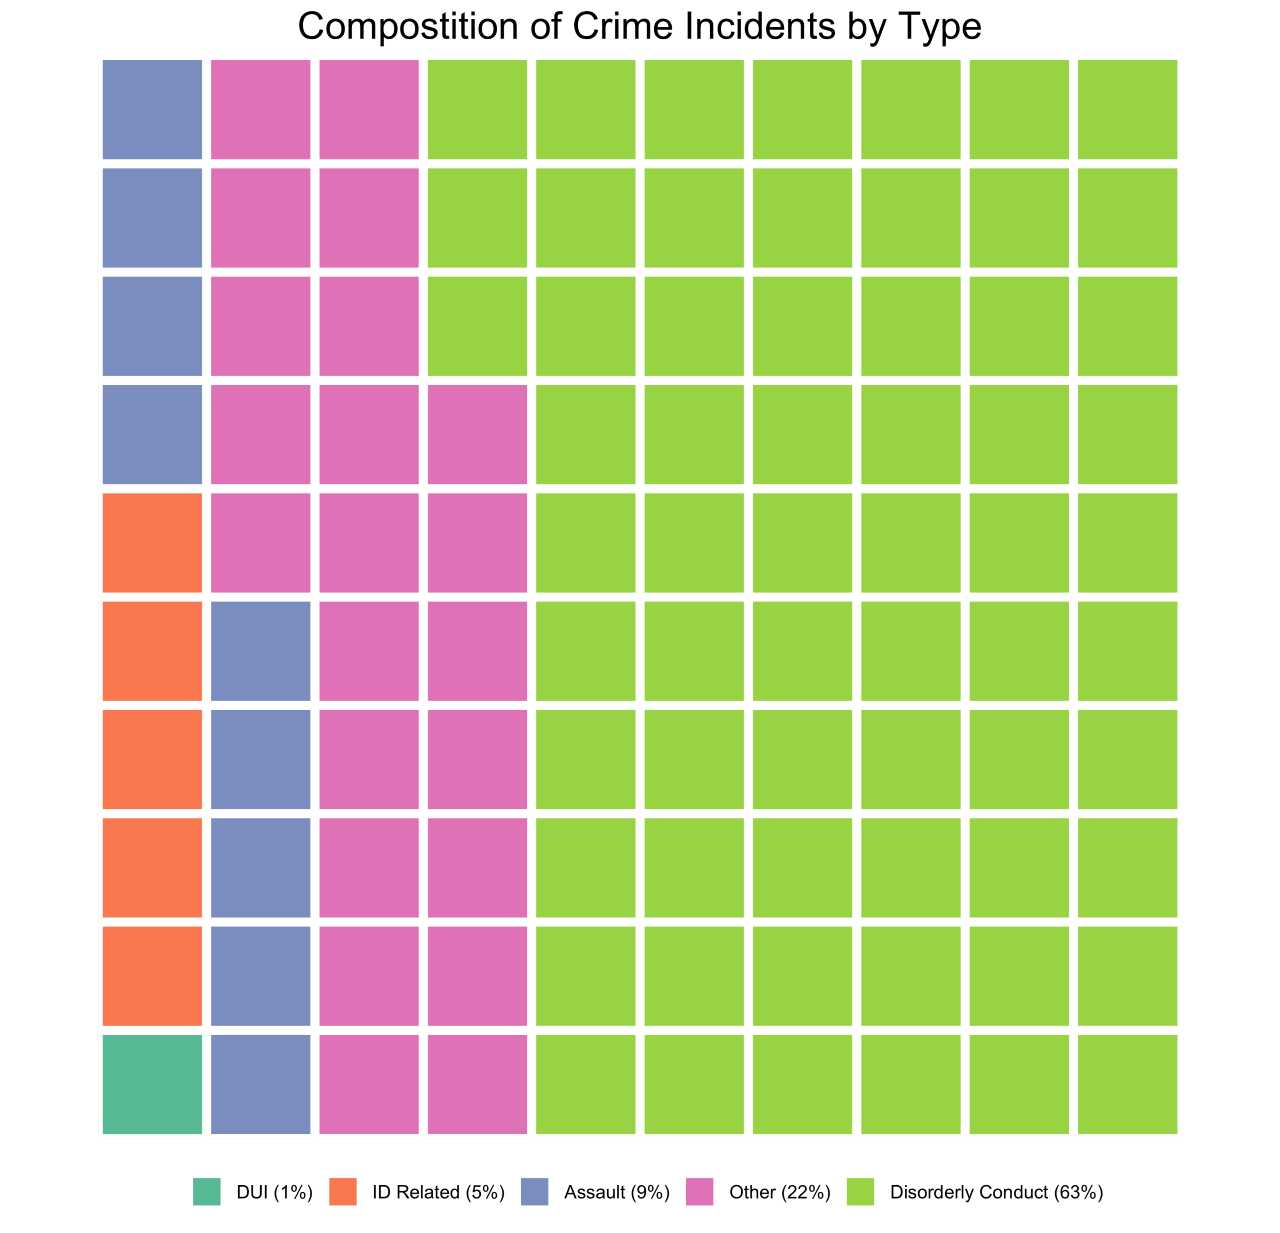 Compostition of Crime Incidents by Type
DUI (1%) ID Related (5%) Assault (9%) Other (22%) Disorderly Conduct (63%)